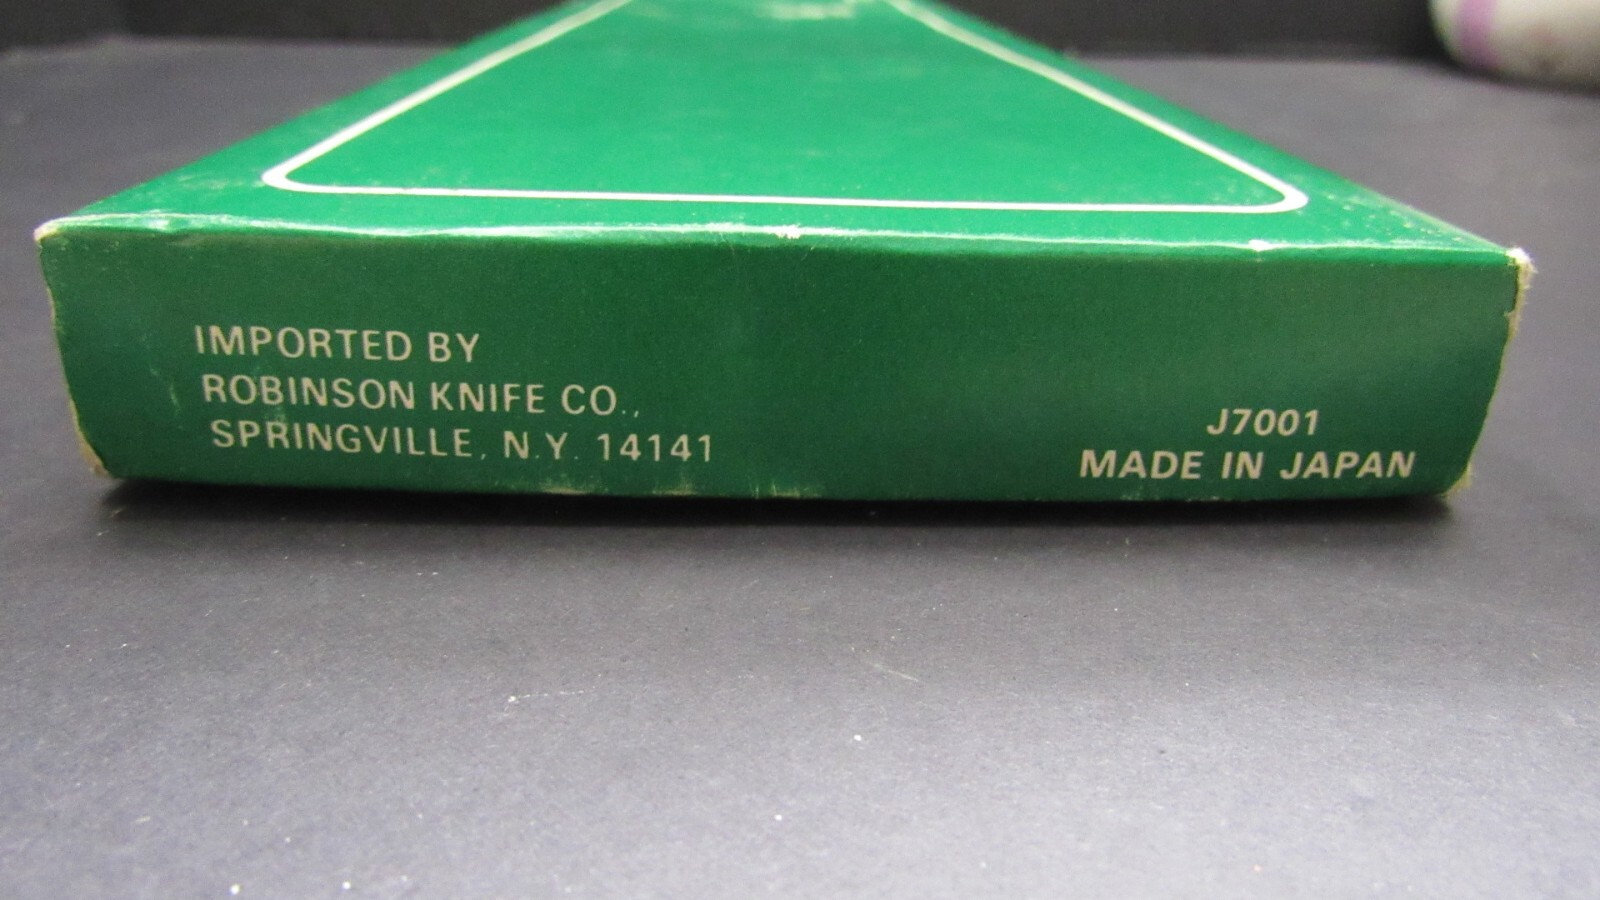 IMPORTED BY
ROBINSON KNIFE CO.,
SPRINGVILLE, N.Y. 14141
J7001
MADE IN JAPAN